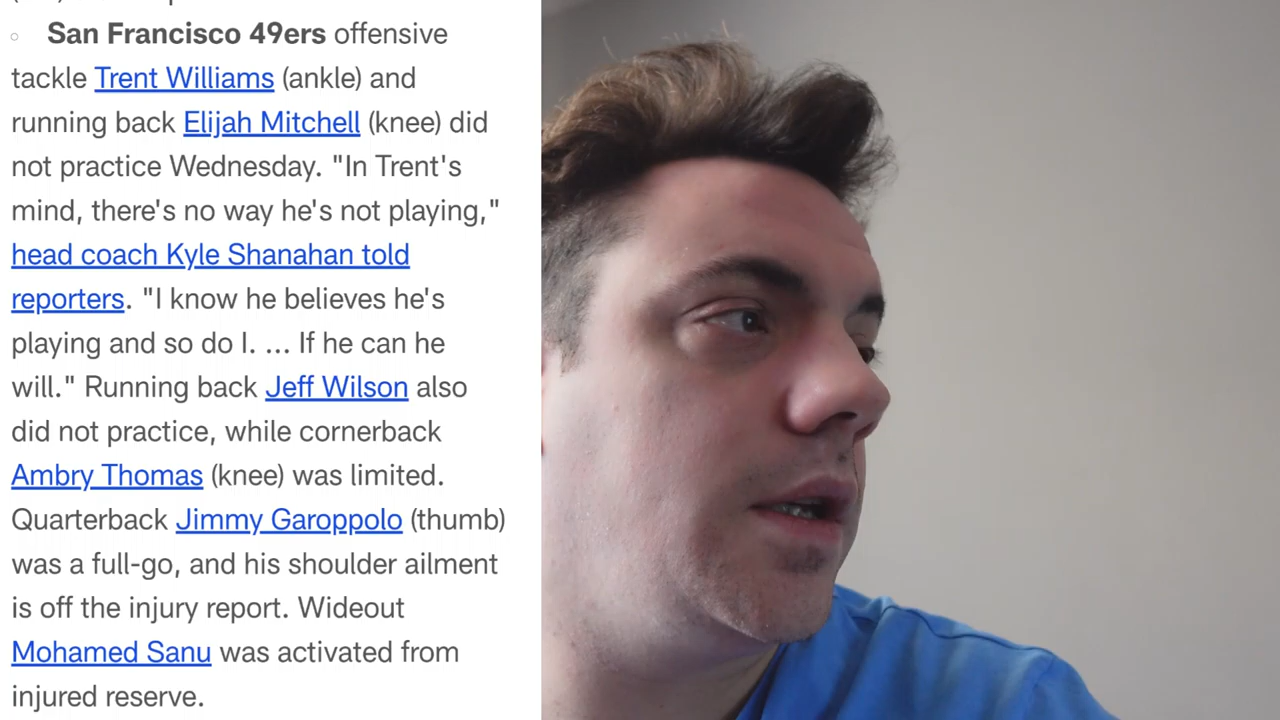 San Francisco 49ers offensive
tackle Trent Williams (ankle) and
running back Elijah Mitchell (knee) did
not practice Wednesday. "In Trent's
mind, there's no way he's not playing,"
head coach Kyle Shanahan told
reporters. "I know he believes he's
playing and so do I. ... If he can he
will." Running back Jeff Wilson also
did not practice, while cornerback
Ambry Thomas (knee) was limited.
Quarterback Jimmy Garoppolo (thumb)
was a full-go, and his shoulder ailment
is off the injury report. Wideout
Mohamed Sanu was activated from
injured reserve.